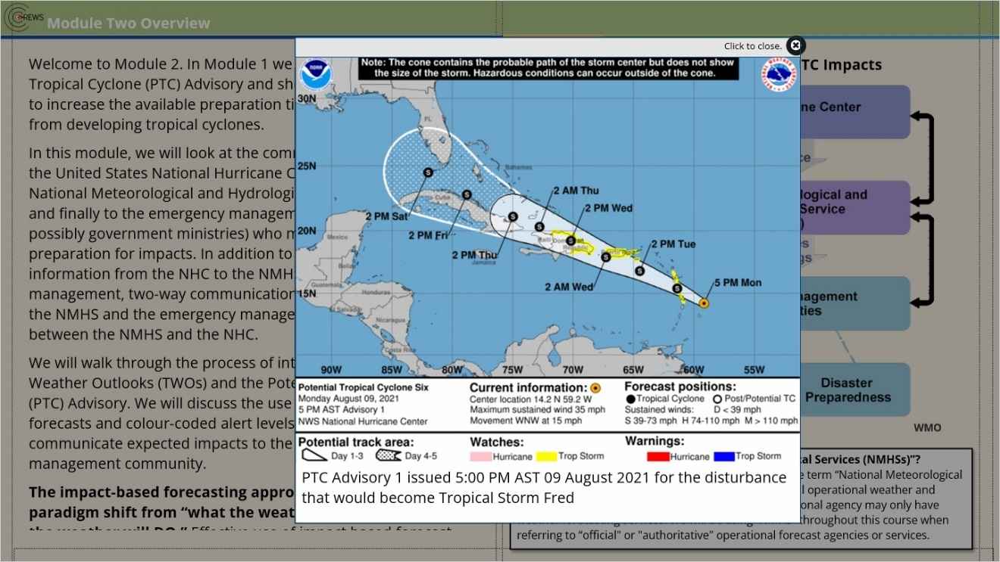 CREWS
Module Two Overview
Click to close.
Welcome to Module 2. In Module 1 we
Tropical Cyclone (PTC) Advisory and sh
to increase the available preparation ti
from developing tropical cyclones.
In this module, we will look at the com
the United States National Hurricane C
National Meteorological and Hydrologi
and finally to the emergency managem
possibly government ministries) who m
preparation for impacts. In addition to
information from the NHC to the NMH
management, two-way communication
the NMHS and the emergency manage
between the NMHS and the NHC.
We will walk through the process of int
Weather Outlooks (TWOs) and the Pote
(PTC) Advisory. We will discuss the use
forecasts and colour-coded alert levels
communicate expected impacts to the
management community.
The impact-based forecasting appro
paradigm shift from “what the weat
Note: The cone contains the probable path of the storm center but does not show
the size of the storm. Hazardous conditions can occur outside of the cone.
NOAA
30N
25N
20N
15N
FL
Bahamas
Cuba
Mexico
Jamaica
Haiti
Dominican
Republic
Puerto Rico
Belize
Guatemala
Honduras
El Salvador
Nicaragua
Costa Rica
2 AM Thu
2 PM Wed
2 PM Sat
2 PM Fri
2 PM Thu
2 PM Tue
2 AM Wed
5 PM Mon
S
S
S
S
S
S
S
S
90W 85W 80W 75W 70W 65W 60W 55W
Potential Tropical Cyclone Six
Monday August 09, 2021
5 PM AST Advisory 1
NWS National Hurricane Center
Current information:
Center location 14.2 N 59.2 W
Maximum sustained wind 35 mph
Movement WNW at 15 mph
Forecast positions:
Tropical Cyclone Post/Potential TC
Sustained winds: D < 39 mph
S 39-73 mph H 74-110 mph M > 110 mph
Potential track area:
Day 1-3 Day 4-5
Watches:
Hurricane Trop Storm
Warnings:
Hurricane Trop Storm
PTC Advisory 1 issued 5:00 PM AST 09 August 2021 for the disturbance
that would become Tropical Storm Fred
TC Impacts
ne Center
ce
logical and
Service
)
es
gs
nagement
ties
Disaster
Preparedness
WMO
cal Services (NMHSs)”?
e term “National Meteorological
l operational weather and
onal agency may only have
throughout this course when
referring to “official" or "authoritative" operational forecast agencies or services.